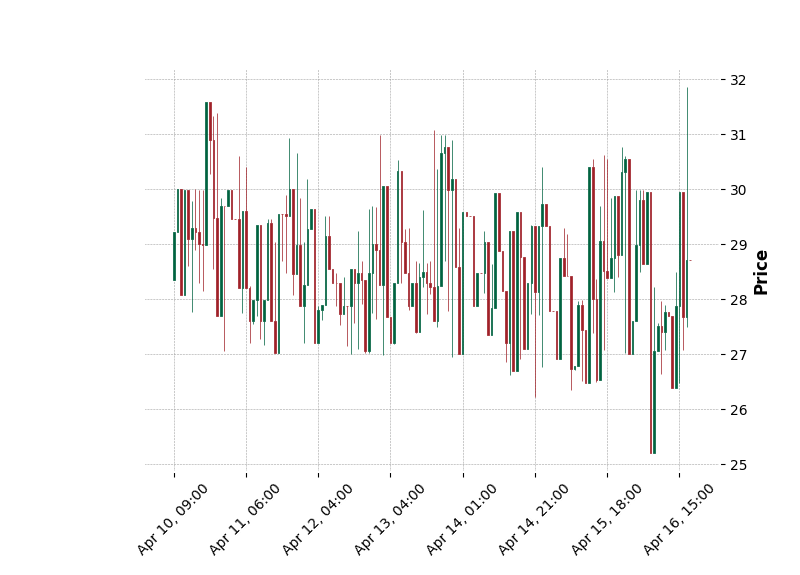 32
31
30
29
28
27
26
25
Price
Apr 10, 09:00
Apr 11, 06:00
Apr 12, 04:00
Apr 13, 04:00
Apr 14, 01:00
Apr 14, 21:00
Apr 15, 18:00
Apr 16, 15:00